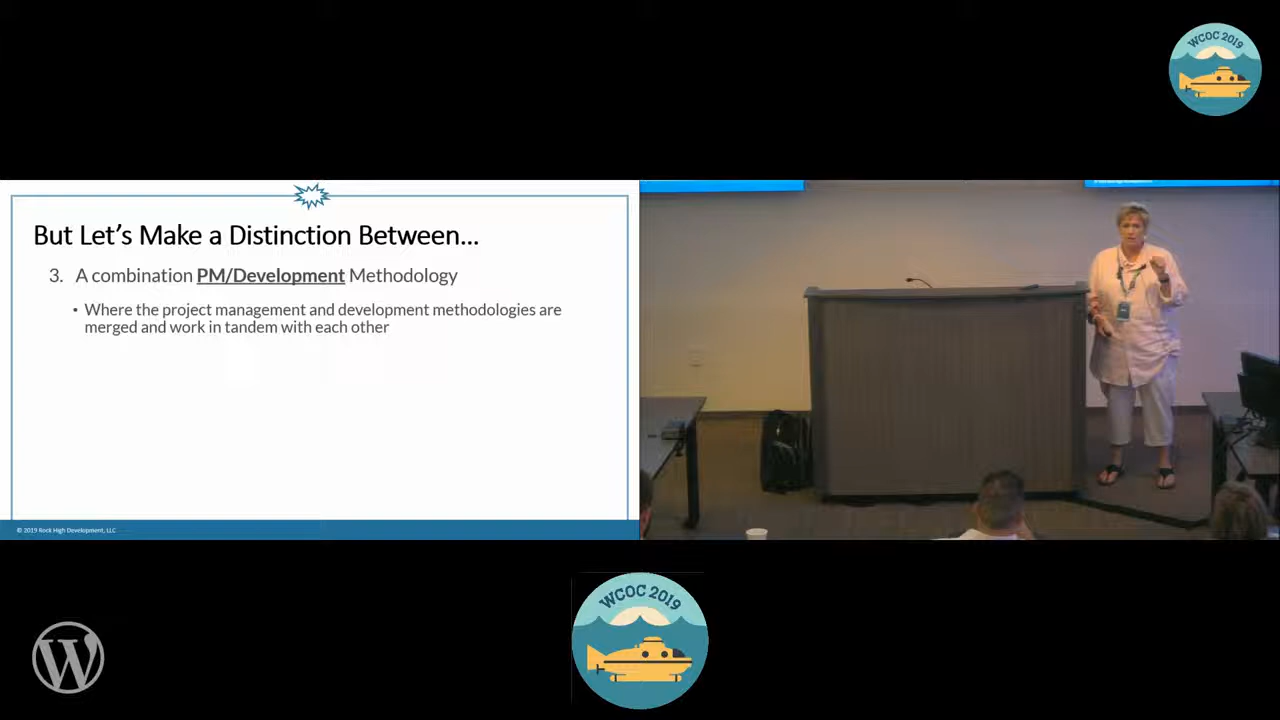 WCOC 2019
But Let's Make a Distinction Between...
3. A combination PM/Development Methodology
• Where the project management and development methodologies are
merged and work in tandem with each other
© 2019 Rock High Development, LLC
WCOC 2019